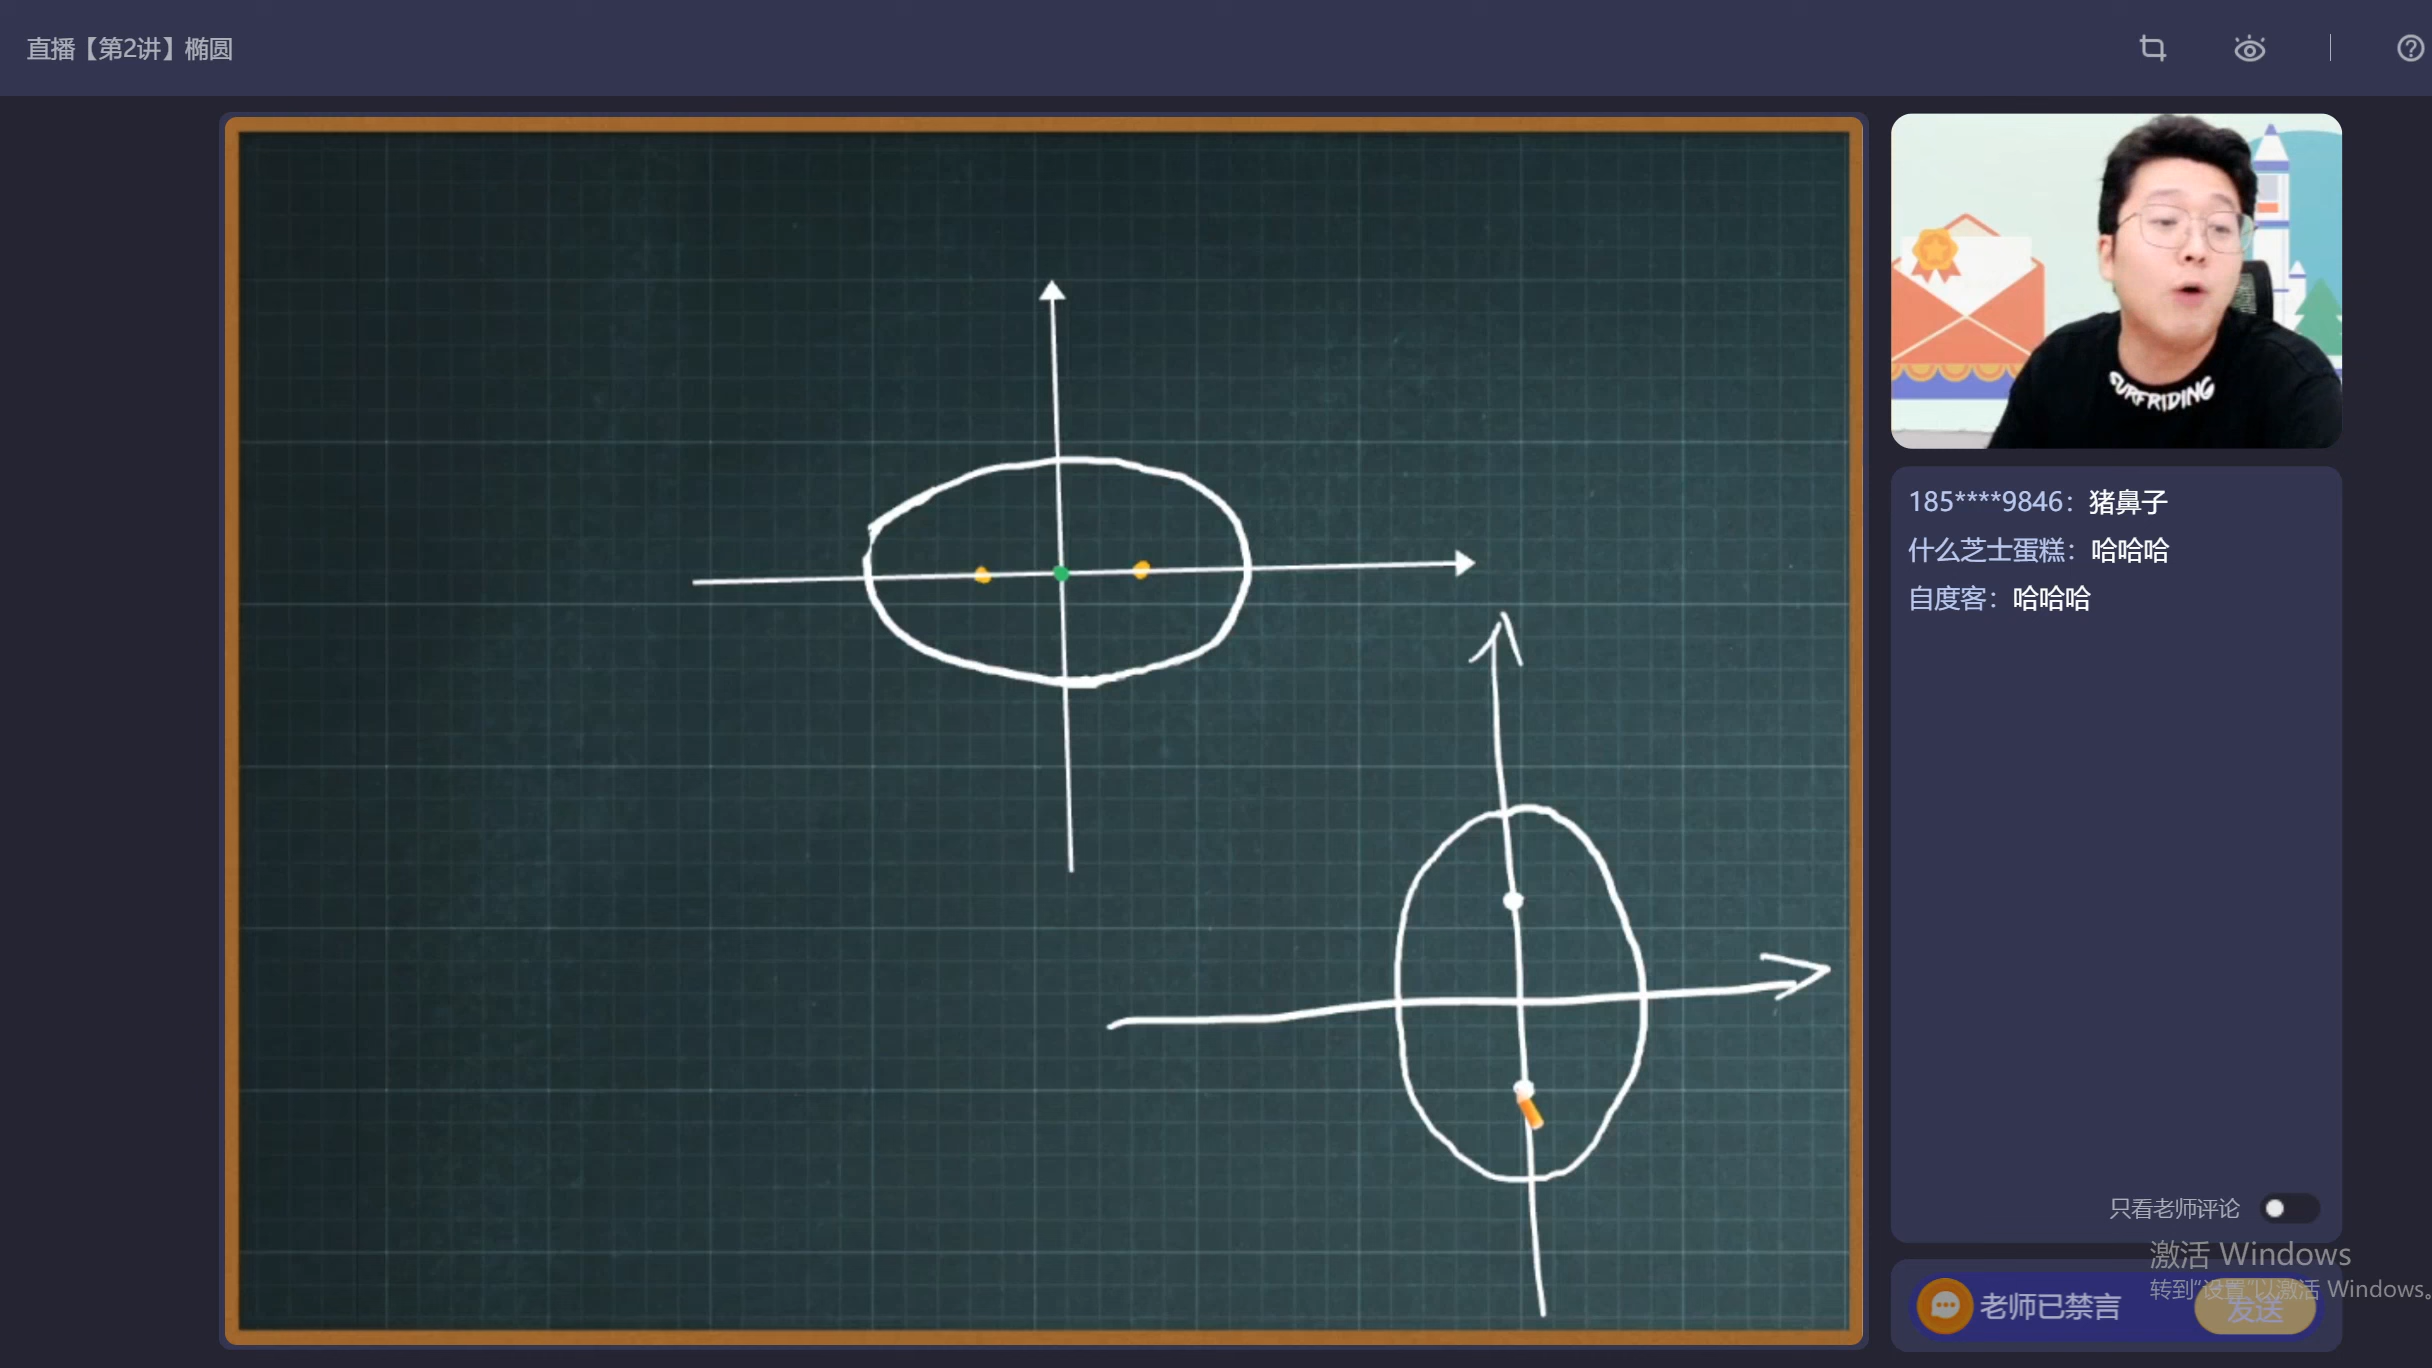 直播【第2讲】椭圆
SURFRIDING
185****9846：猪鼻子
什么芝士蛋糕：哈哈哈
自度客：哈哈哈
只看老师评论
激活 Windows
转到“设置”以激活 Windows。
老师已禁言
发送